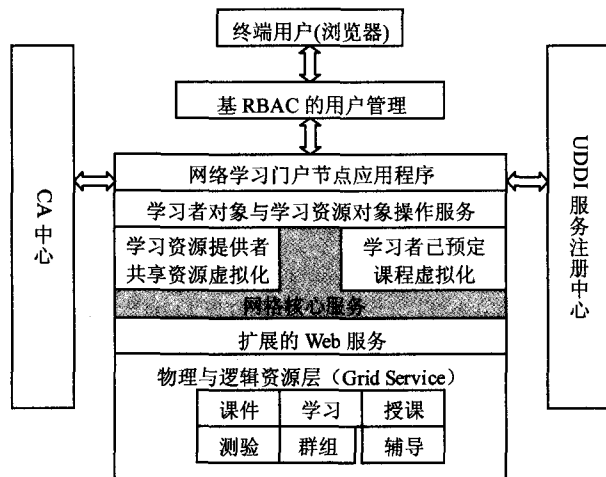 终端用户(浏览器)
基 RBAC 的用户管理
CA 中心
UDDI 服务注册中心
网络学习门户节点应用程序
学习者对象与学习资源对象操作服务
学习资源提供者
共享资源虚拟化
学习者已预定
课程虚拟化
网格核心服务
扩展的 Web 服务
物理与逻辑资源层（Grid Service）
课件
学习
授课
测验
群组
辅导